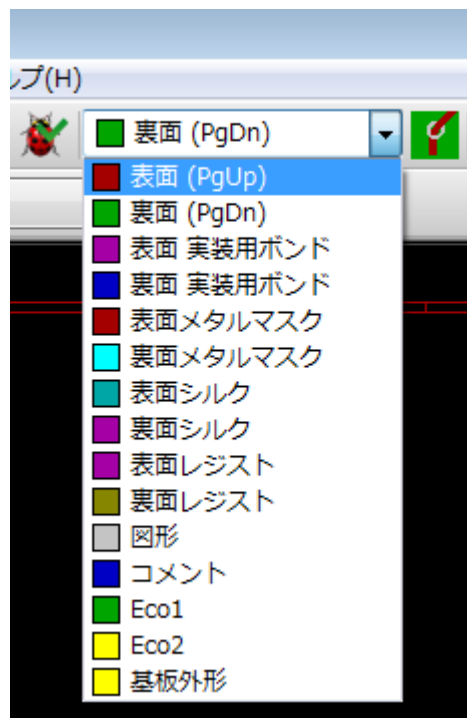 ルプ(H)
裏面 (PgDn)
表面 (PgUp)
裏面 (PgDn)
表面 実装用ボンド
裏面 実装用ボンド
表面メタルマスク
裏面メタルマスク
表面シルク
裏面シルク
表面レジスト
裏面レジスト
図形
コメント
Eco1
Eco2
基板外形